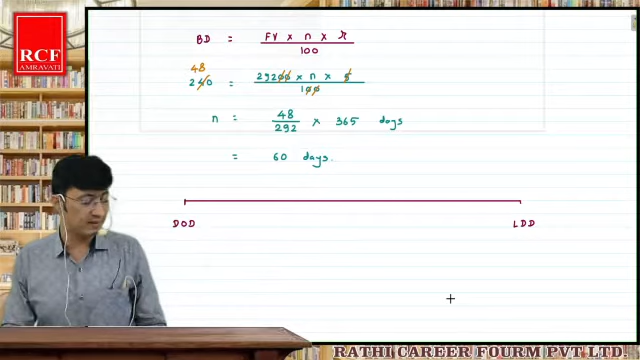 RCF
AMRAVATI
BD = FV x n x r
100
48
240 = 29200 x n x 5
100
n = 48 x 365 days
292
= 60 days.
DOD LDD
RATHI CAREER FOURM PVT LTD.